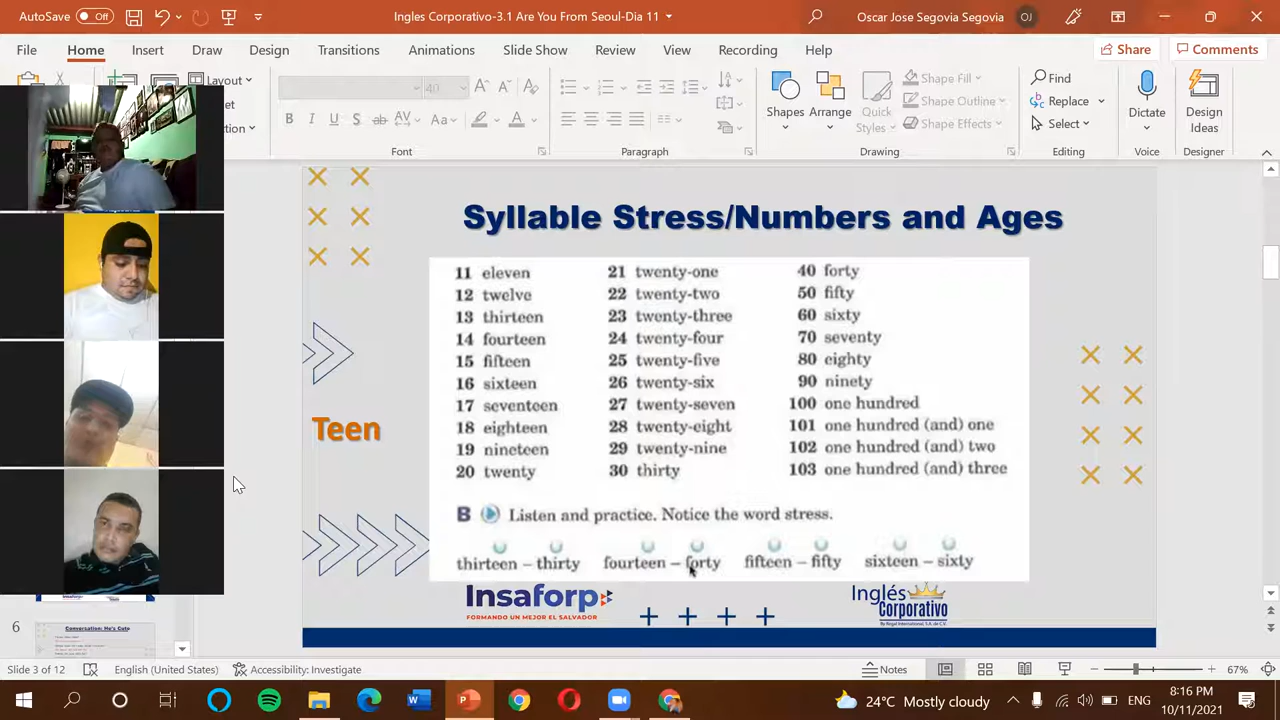 AutoSave Off
Ingles Corporativo-3.1 Are You From Seoul-Dia 11
Oscar Jose Segovia Segovia OJ
File Home Insert Draw Design Transitions Animations Slide Show Review View Recording Help Share Comments
Layout
Shapes
Arrange
Quick Styles
Shape Fill
Shape Outline
Shape Effects
Find
Replace
Select
Dictate
Design Ideas
B I
Aa A
Font Paragraph Drawing Editing Voice Designer
Syllable Stress/Numbers and Ages
11 eleven
12 twelve
13 thirteen
14 fourteen
15 fifteen
16 sixteen
17 seventeen
18 eighteen
19 nineteen
20 twenty
21 twenty-one
22 twenty-two
23 twenty-three
24 twenty-four
25 twenty-five
26 twenty-six
27 twenty-seven
28 twenty-eight
29 twenty-nine
30 thirty
40 forty
50 fifty
60 sixty
70 seventy
80 eighty
90 ninety
100 one hundred
101 one hundred (and) one
102 one hundred (and) two
103 one hundred (and) three
Teen
B Listen and practice. Notice the word stress.
thirteen – thirty fourteen – forty fifteen – fifty sixteen – sixty
Insaforp
FORMANDO UN MEJOR EL SALVADOR
Inglés
Corporativo
6
Conversation: He's Cute
Slide 3 of 12 English (United States) Accessibility: Investigate Notes 67%
24°C Mostly cloudy ENG
8:16 PM
10/11/2021